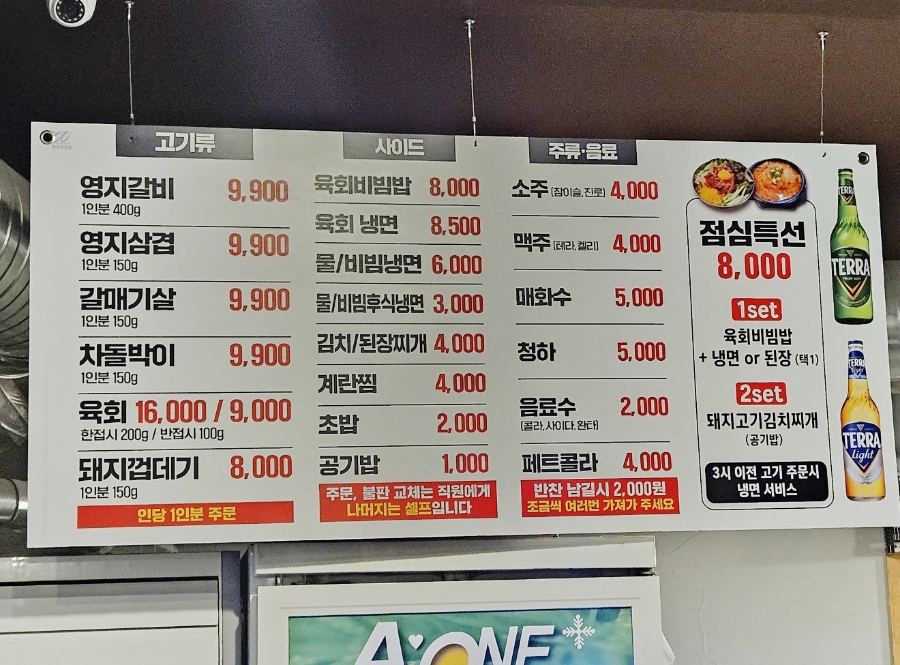 고기류
영지갈비 9,900
1인분 400g
영지삼겹 9,900
1인분 150g
갈매기살 9,900
1인분 150g
차돌박이 9,900
1인분 150g
육회 16,000 / 9,000
한접시 200g / 반접시 100g
돼지껍데기 8,000
1인분 150g
인당 1인분 주문
사이드
육회비빔밥 8,000
육회 냉면 8,500
물/비빔냉면 6,000
물/비빔후식냉면 3,000
김치/된장찌개 4,000
계란찜 4,000
초밥 2,000
공기밥 1,000
주문, 불판 교체는 직원에게
나머지는 셀프입니다
주류·음료
소주 (참이슬,진로) 4,000
맥주 (테라,켈리) 4,000
매화수 5,000
청하 5,000
음료수 2,000
(콜라,사이다,환타)
페트콜라 4,000
반찬 남길시 2,000원
조금씩 여러번 가져가 주세요
점심특선
8,000
1set
육회비빔밥
+ 냉면 or 된장 (택1)
2set
돼지고기김치찌개
(공기밥)
3시 이전 고기 주문시
냉면 서비스
TERRA
TERRA
TERRA
light
A ONE